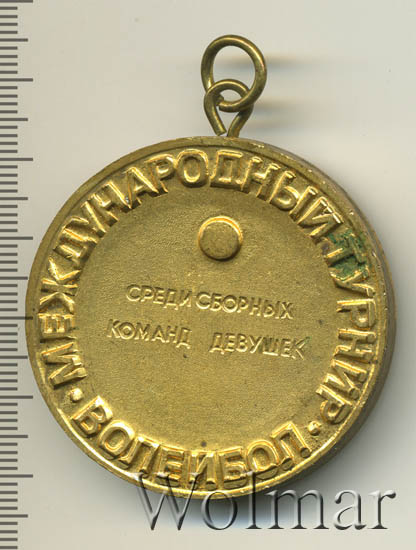 МЕЖДУНАРОДНЫЙ ТУРНИР
СРЕДИ СБОРНЫХ
КОМАНД ДЕВУШЕК
• ВОЛЕЙБОЛ •
Wolmar